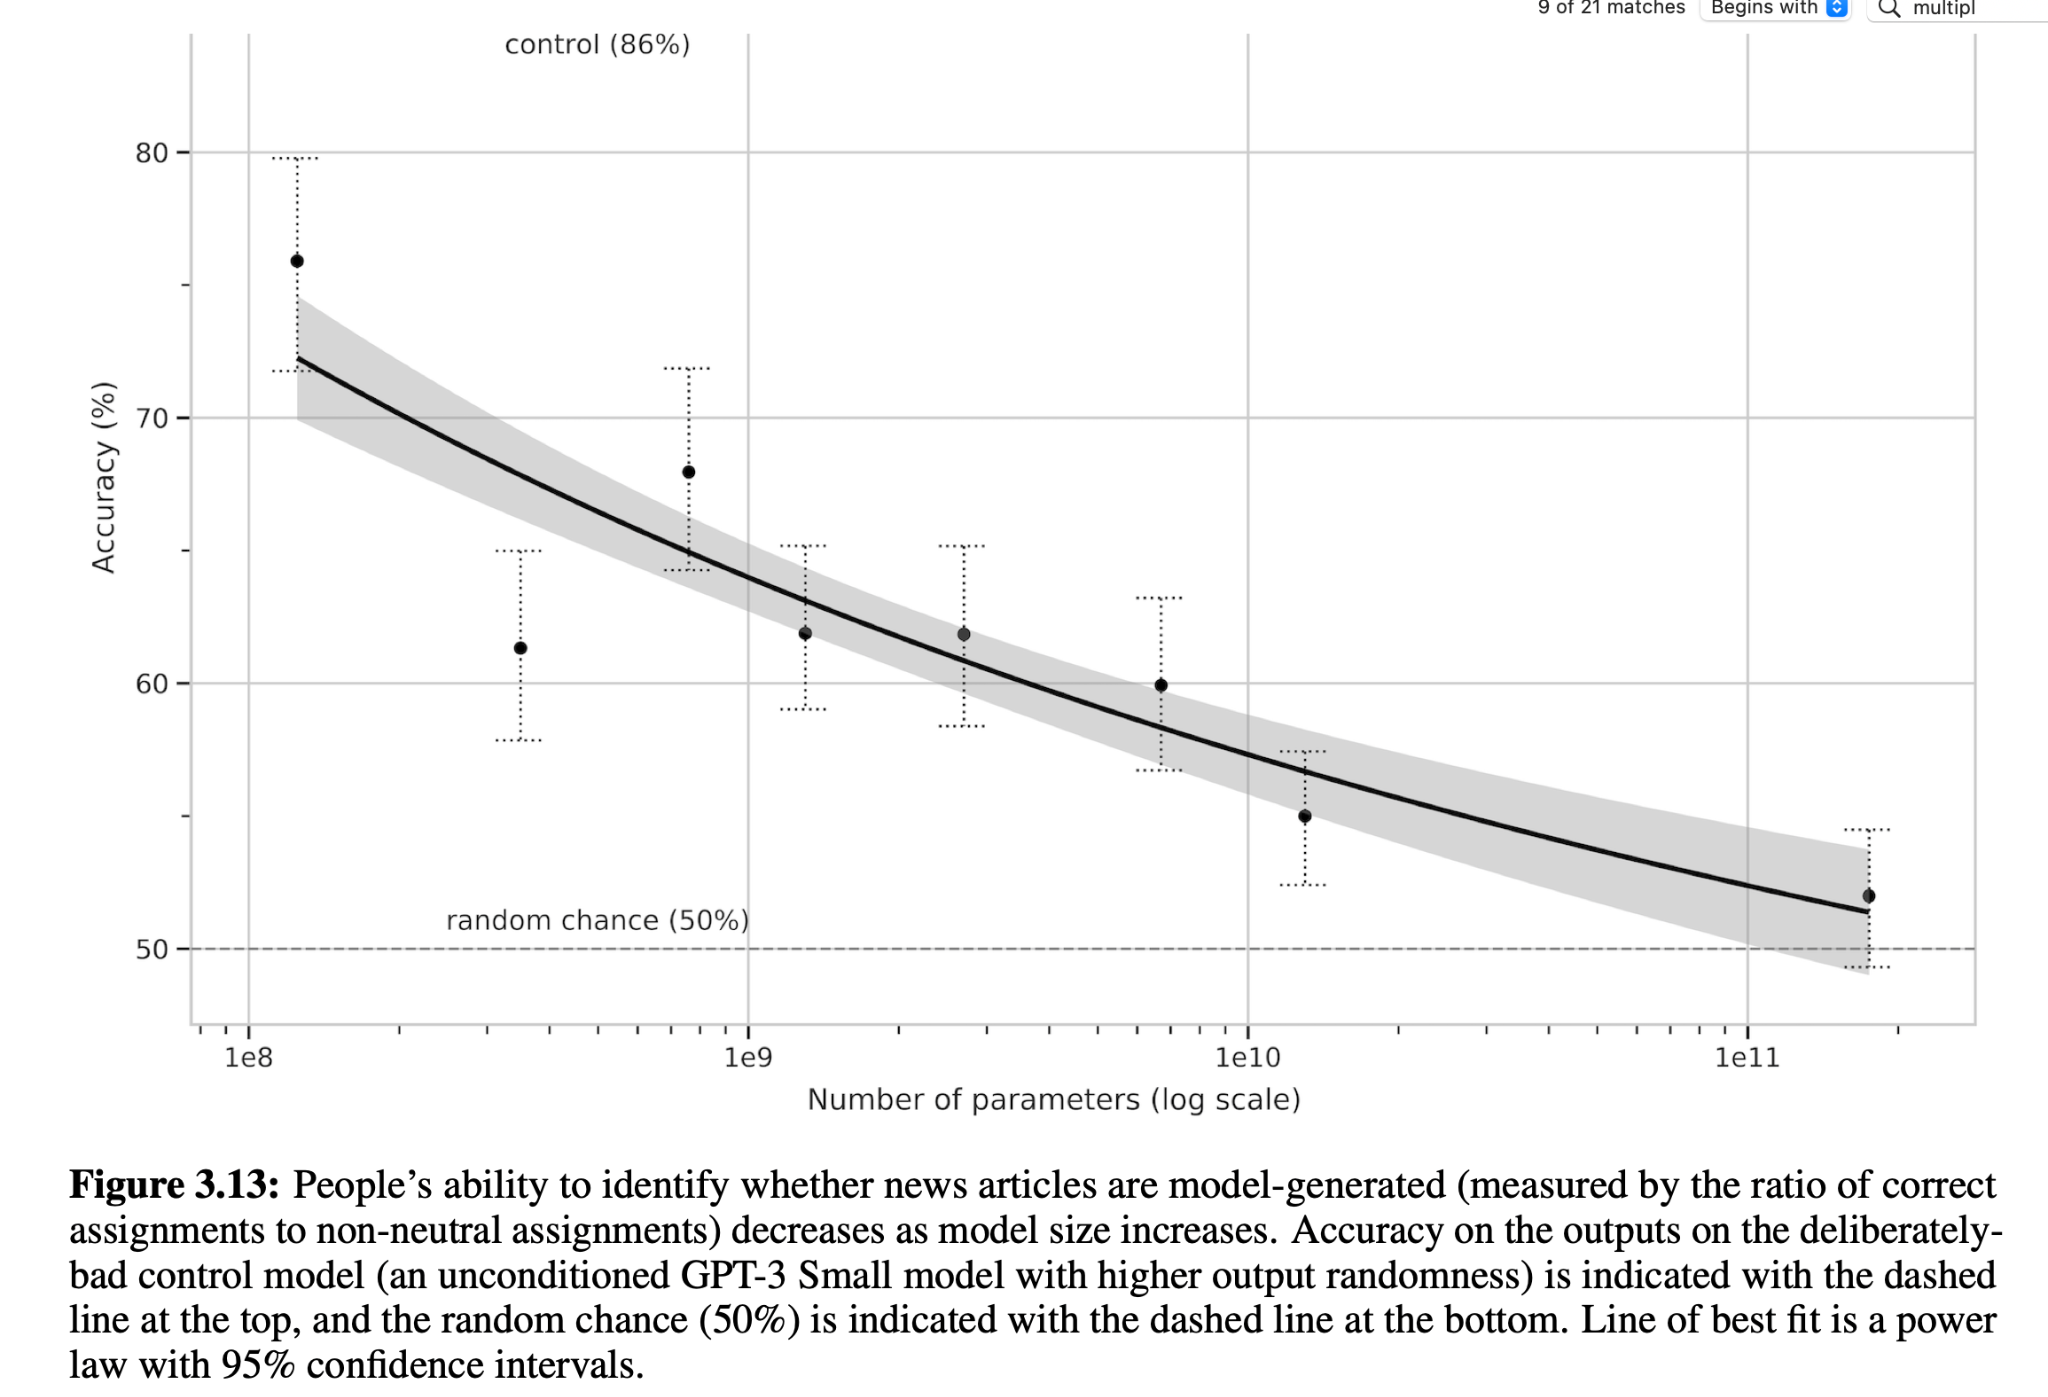 9 of 21 matches Begins with multipl
control (86%)
80
70
60
50
Accuracy (%)
random chance (50%)
1e8 1e9 1e10 1e11
Number of parameters (log scale)
Figure 3.13: People’s ability to identify whether news articles are model-generated (measured by the ratio of correct
assignments to non-neutral assignments) decreases as model size increases. Accuracy on the outputs on the deliberately-
bad control model (an unconditioned GPT-3 Small model with higher output randomness) is indicated with the dashed
line at the top, and the random chance (50%) is indicated with the dashed line at the bottom. Line of best fit is a power
law with 95% confidence intervals.